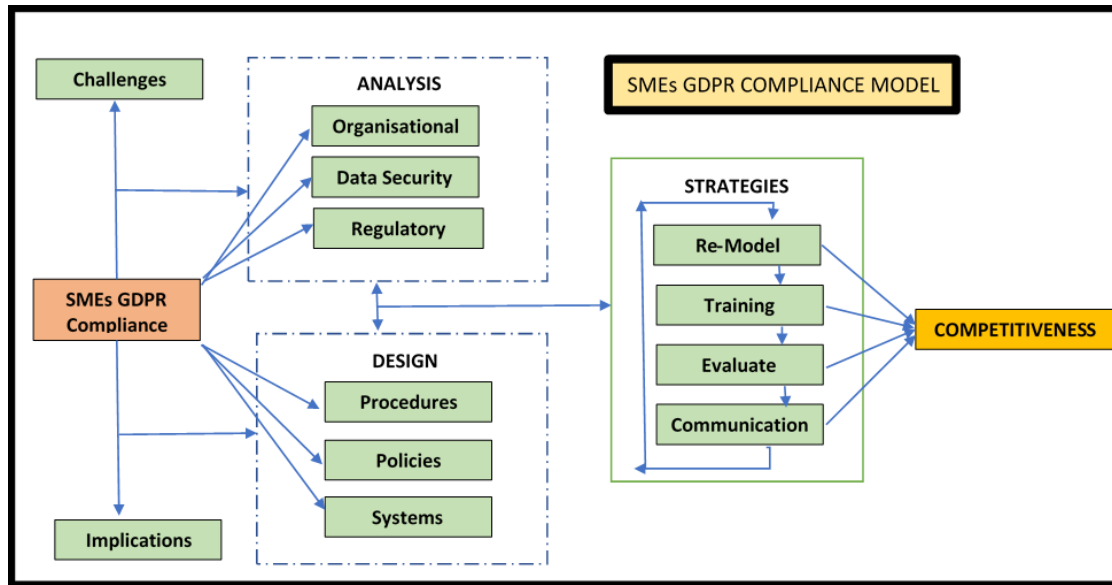 SMEs GDPR COMPLIANCE MODEL
Challenges
ANALYSIS
Organisational
Data Security
Regulatory
SMEs GDPR
Compliance
DESIGN
Procedures
Policies
Systems
Implications
STRATEGIES
Re-Model
Training
Evaluate
Communication
COMPETITIVENESS